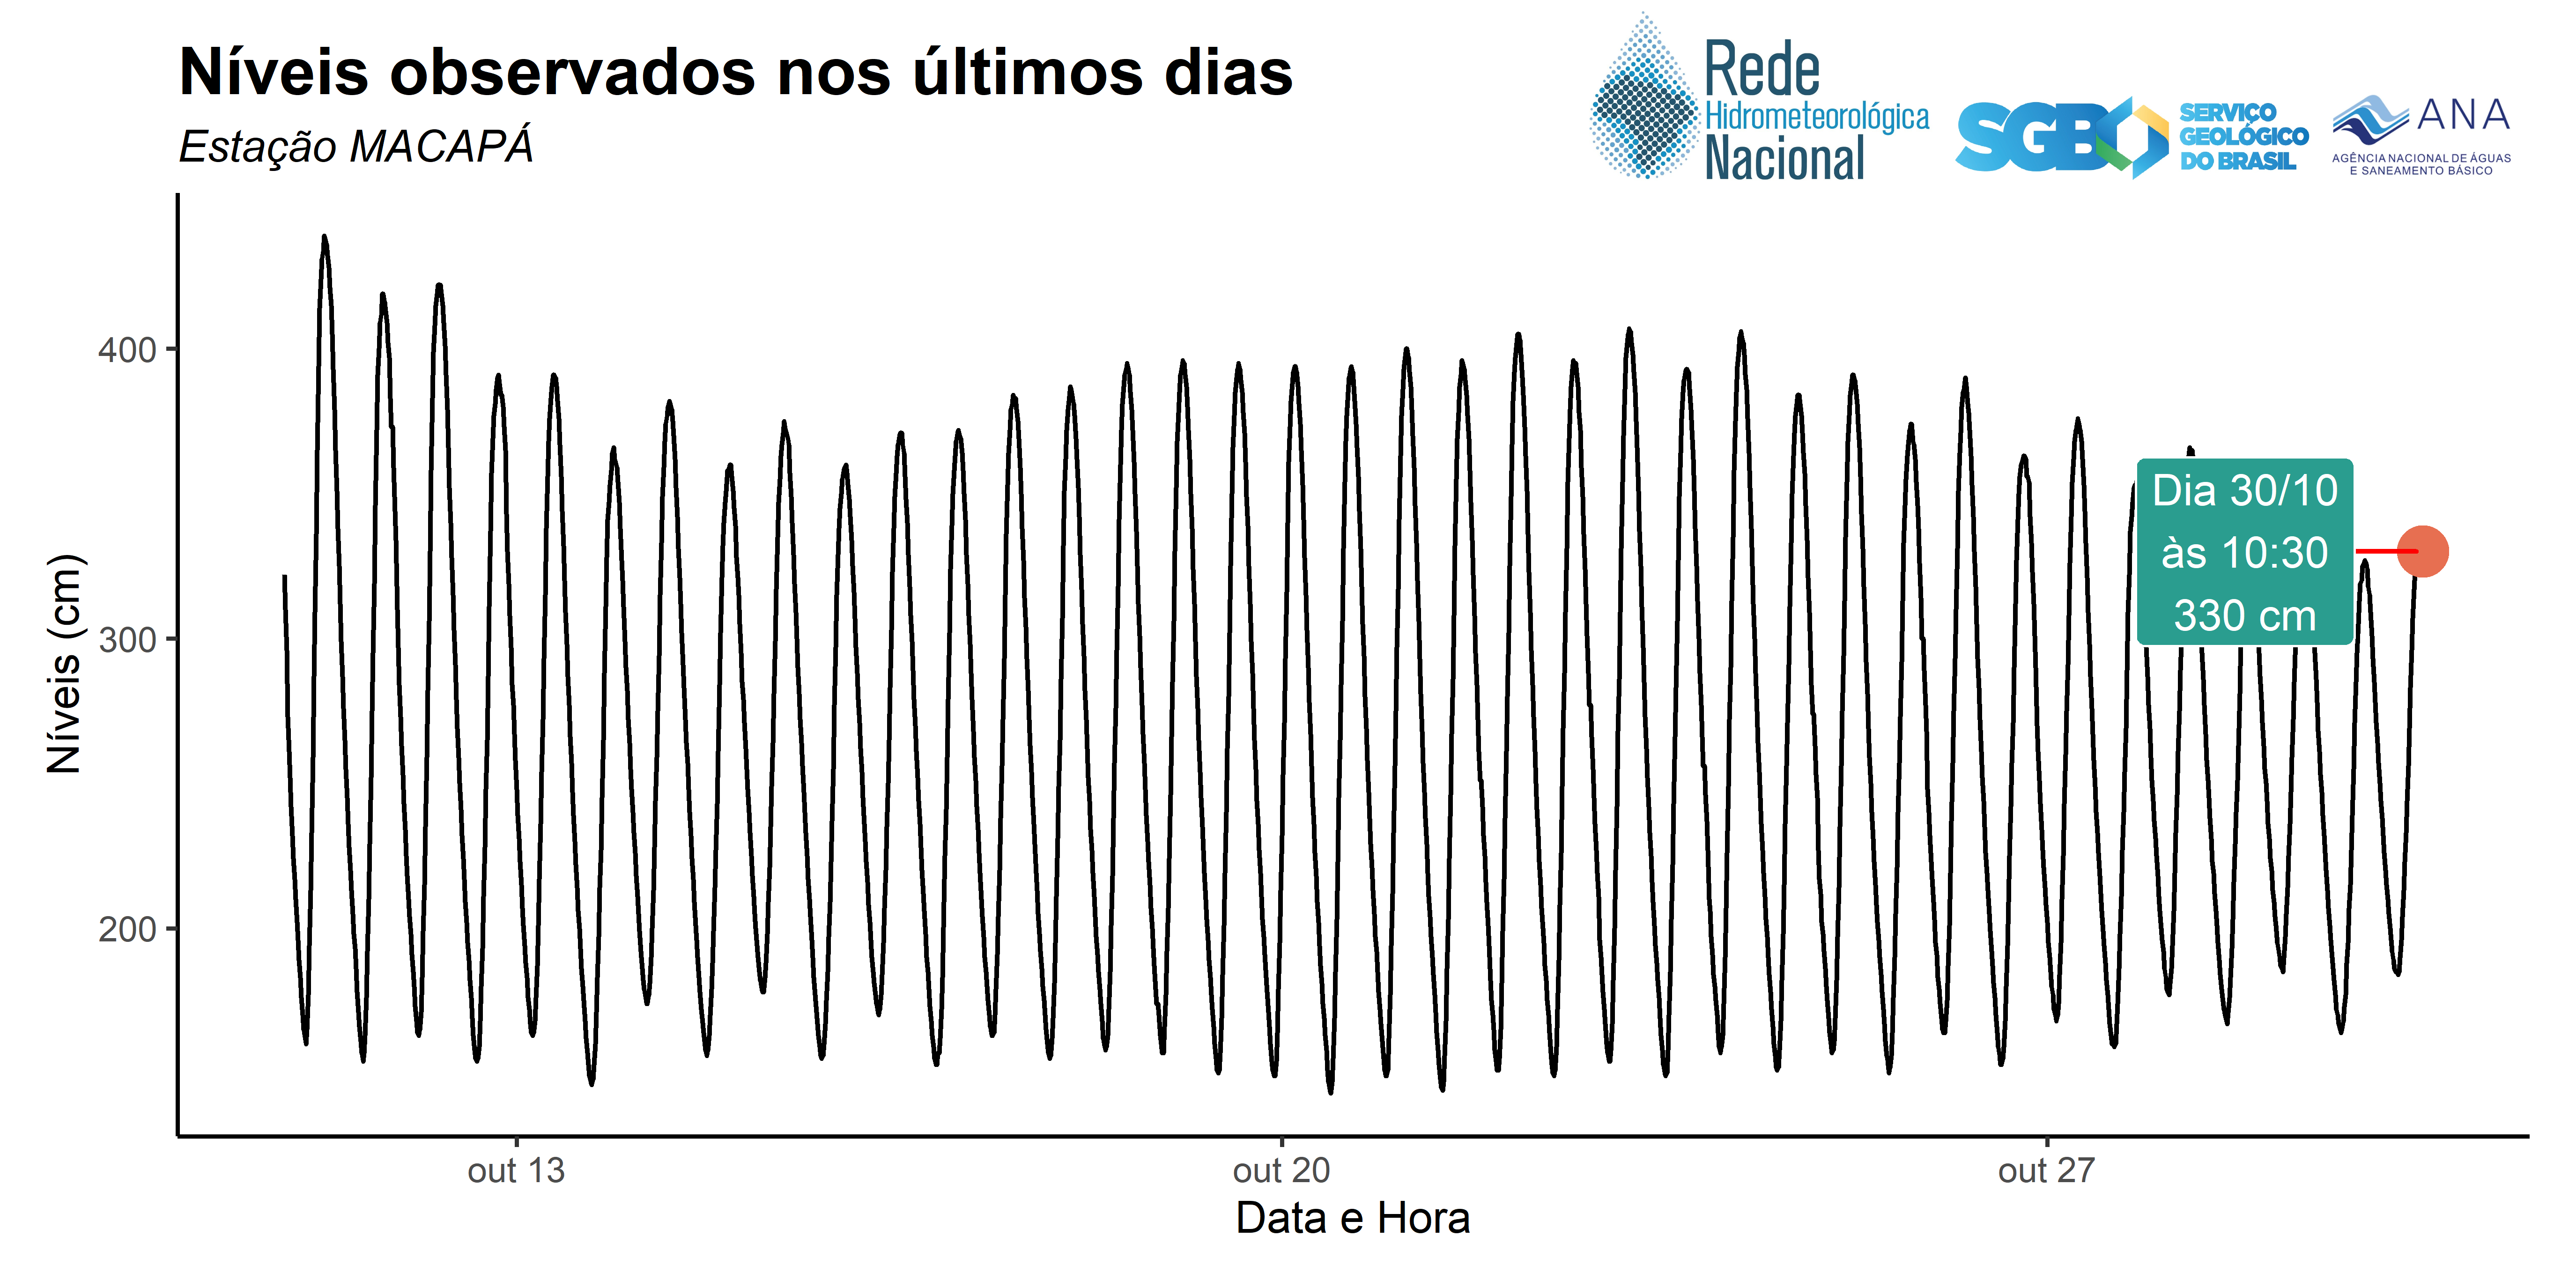 Níveis observados nos últimos dias
Estação MACAPÁ
Rede
Hidrometeorológica
Nacional
SGB
SERVIÇO
GEOLÓGICO
DO BRASIL
ANA
AGÊNCIA NACIONAL DE ÁGUAS
E SANEAMENTO BÁSICO
Níveis (cm)
400
300
200
Dia 30/10
às 10:30
330 cm
out 13
out 20
out 27
Data e Hora